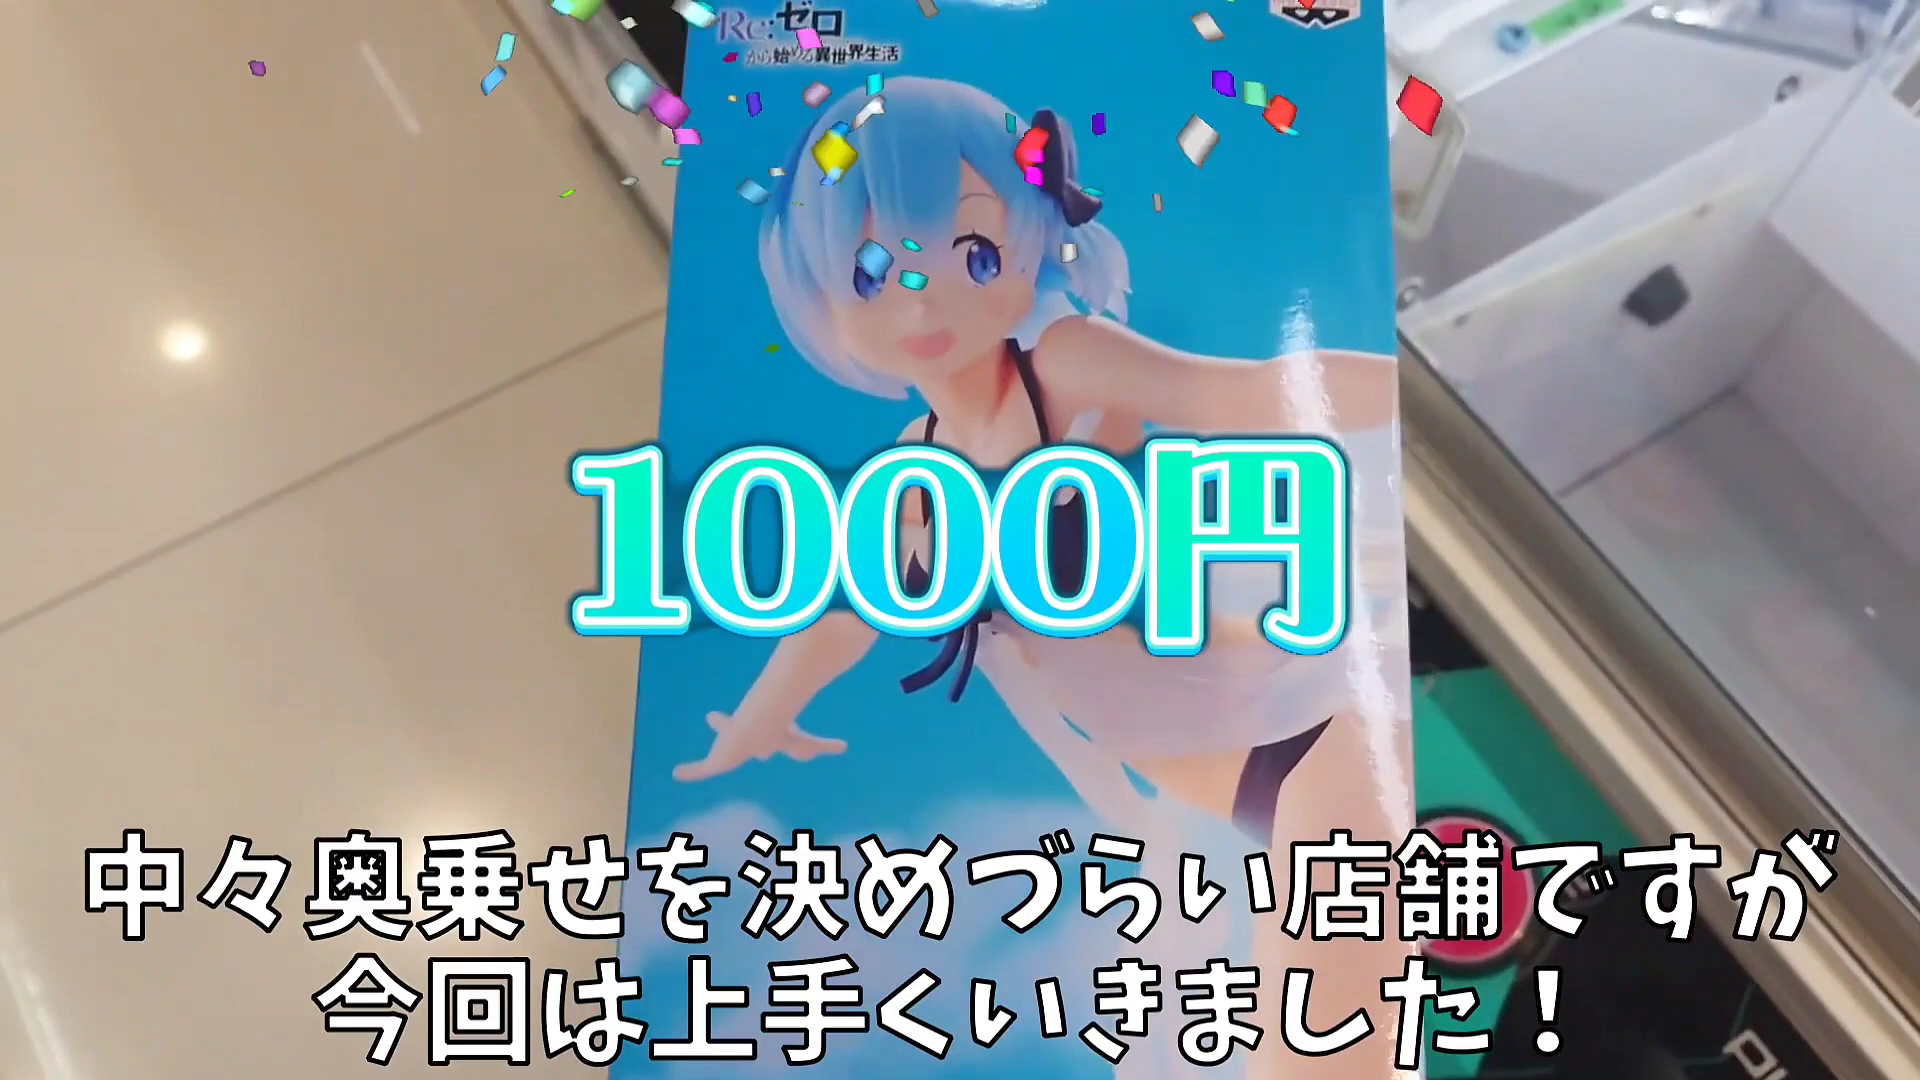 Re:ゼロ
から始める異世界生活
1000円
中々奥乗せを決めづらい店舗ですが
今回は上手くいきました！